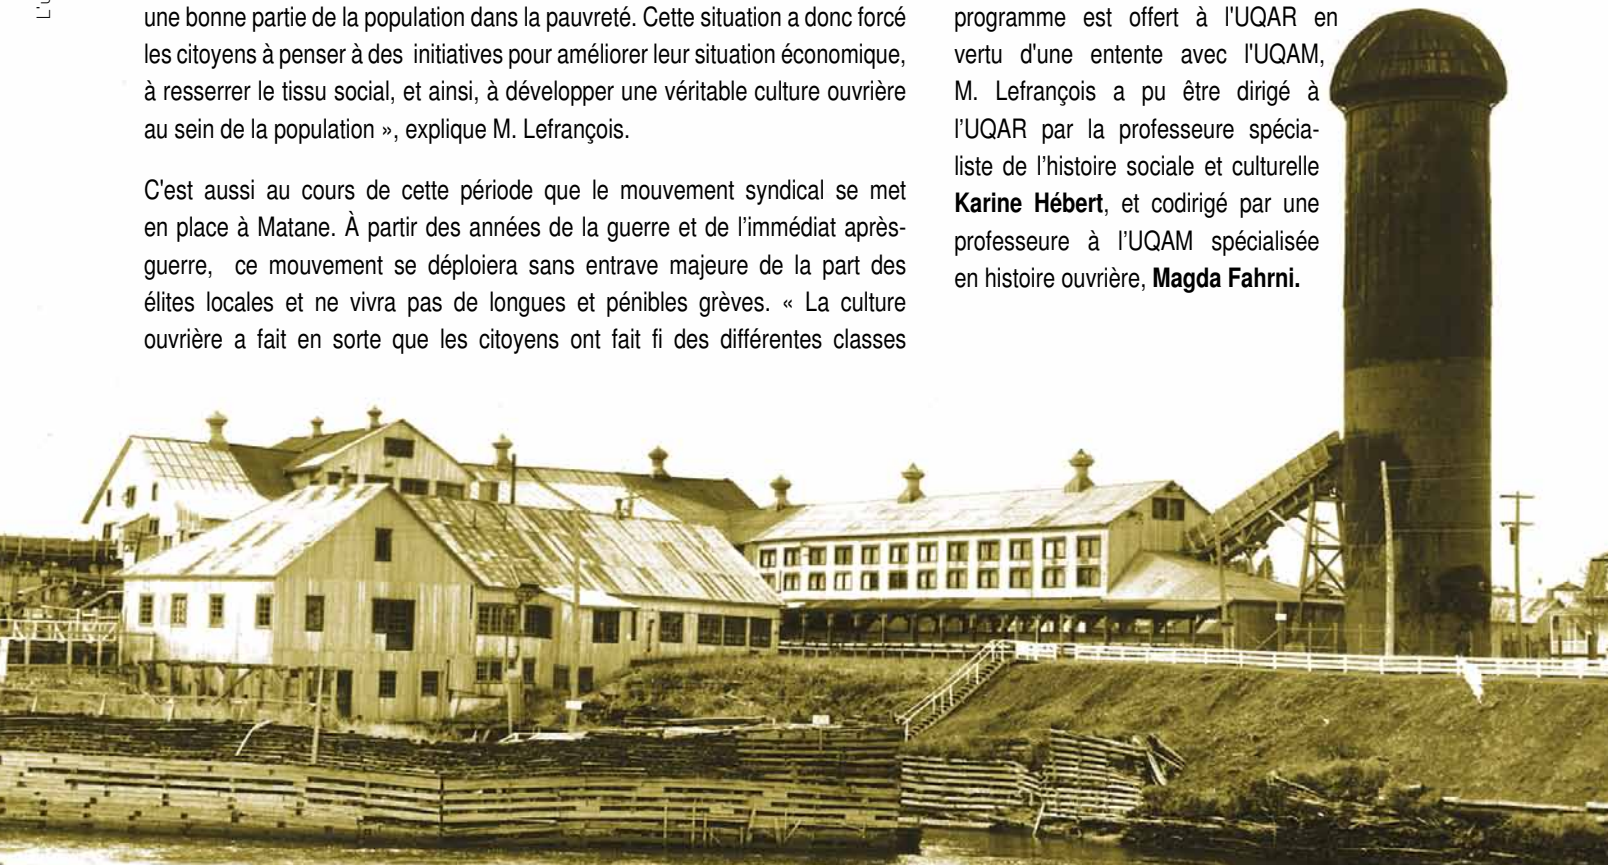 une bonne partie de la population dans la pauvreté. Cette situation a donc forcé
les citoyens à penser à des initiatives pour améliorer leur situation économique,
à resserrer le tissu social, et ainsi, à développer une véritable culture ouvrière
au sein de la population », explique M. Lefrançois.
C'est aussi au cours de cette période que le mouvement syndical se met
en place à Matane. À partir des années de la guerre et de l’immédiat après-
guerre, ce mouvement se déploiera sans entrave majeure de la part des
élites locales et ne vivra pas de longues et pénibles grèves. « La culture
ouvrière a fait en sorte que les citoyens ont fait fi des différentes classes
programme est offert à l'UQAR en
vertu d'une entente avec l'UQAM,
M. Lefrançois a pu être dirigé à
l’UQAR par la professeure spécia-
liste de l’histoire sociale et culturelle
Karine Hébert, et codirigé par une
professeure à l’UQAM spécialisée
en histoire ouvrière, Magda Fahrni.